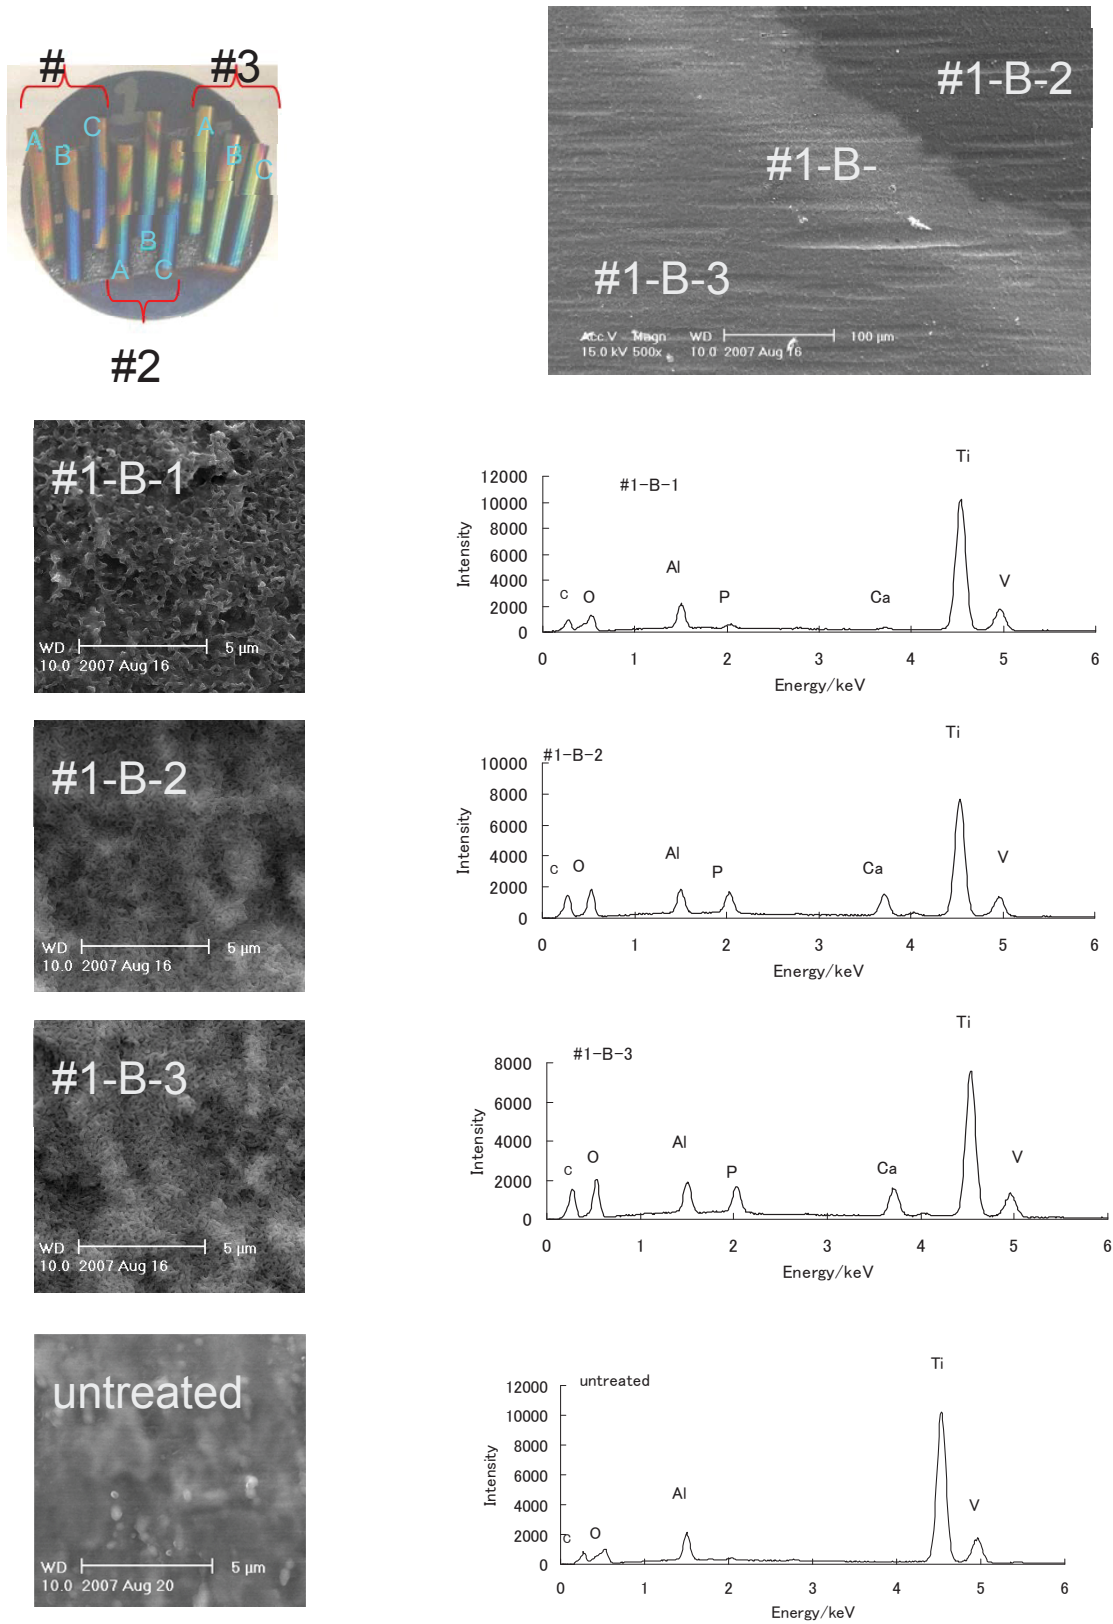 #
#3
A
B
C
1
A
B
C
B
A
C
#2
#1-B-2
#1-B-
#1-B-3
Acc.V Magn WD 100 µm
15.0 kV 500x 10.0 2007 Aug 16
#1-B-1
WD 5 µm
10.0 2007 Aug 16
#1-B-1
Ti
12000
10000
8000
6000
4000
2000
0
Intensity
C
O
Al
P
Ca
V
0 1 2 3 4 5 6
Energy/keV
#1-B-2
WD 5 µm
10.0 2007 Aug 16
#1-B-2
Ti
10000
8000
6000
4000
2000
0
Intensity
C
O
Al
P
Ca
V
0 1 2 3 4 5 6
Energy/keV
#1-B-3
WD 5 µm
10.0 2007 Aug 16
#1-B-3
Ti
8000
6000
4000
2000
0
Intensity
C
O
Al
P
Ca
V
0 1 2 3 4 5 6
Energy/keV
untreated
WD 5 µm
10.0 2007 Aug 20
untreated
Ti
12000
10000
8000
6000
4000
2000
0
Intensity
C
O
Al
V
0 1 2 3 4 5 6
Energy/keV